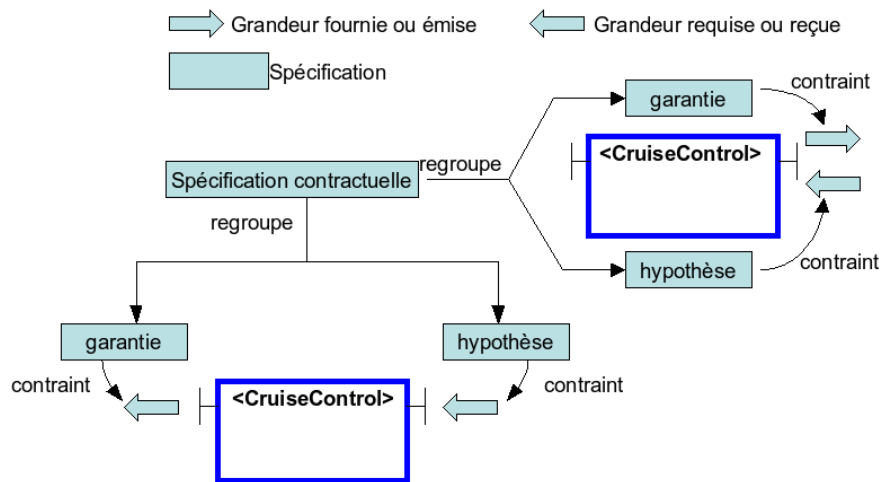 Grandeur fournie ou émise
Grandeur requise ou reçue
Spécification
contraint
garantie
<CruiseControl>
regroupe
Spécification contractuelle
regroupe
hypothèse
contraint
garantie
hypothèse
contraint
contraint
<CruiseControl>